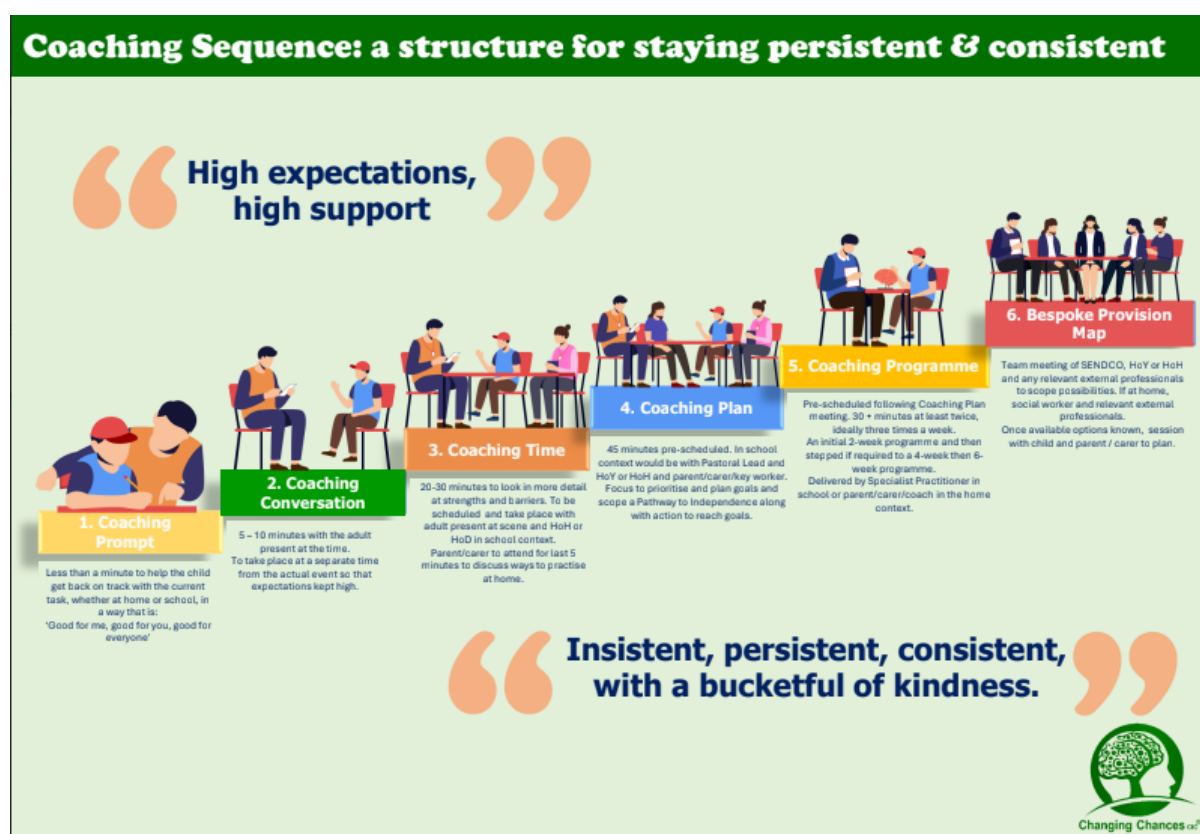 Coaching Sequence: a structure for staying persistent & consistent
High expectations,
high support
1. Coaching
Prompt
Less than a minute to help the child
get back on track with the current
task, whether at home or school, in
a way that is:
'Good for me, good for you, good for
everyone'
2. Coaching
Conversation
5 – 10 minutes with the adult
present at the time.
To take place at a separate time
from the actual event so that
expectations kept high.
3. Coaching Time
20-30 minutes to look in more detail
at strengths and barriers. To be
scheduled and take place with
adult present at scene and HoH or
HoD in school context.
Parent/carer to attend for last 5
minutes to discuss ways to practise
at home.
4. Coaching Plan
45 minutes pre-scheduled. In school
context would be with Pastoral Lead and
HoY or HoH and parent/carer/key worker.
Focus to prioritise and plan goals and
scope a Pathway to Independence along
with action to reach goals.
5. Coaching Programme
Pre-scheduled following Coaching Plan
meeting. 30 + minutes at least twice,
ideally three times a week.
An initial 2-week programme and then
stepped if required to a 4-week then 6-
week programme.
Delivered by Specialist Practitioner in
school or parent/carer/coach in the home
context.
6. Bespoke Provision
Map
Team meeting of SENDCO, HoY or HoH
and any relevant external professionals
to scope possibilities. If at home,
social worker and relevant external
professionals.
Once available options known, session
with child and parent / carer to plan.
Insistent, persistent, consistent,
with a bucketful of kindness.
Changing Chances